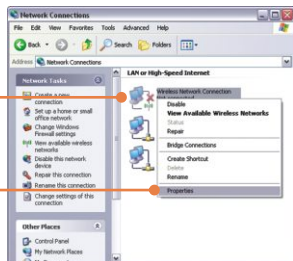 Network Connections
File Edit View Favorites Tools Advanced Help
Back Search Folders
Address Network Connections
Network Tasks
Create a new
connection
Set up a home or small
office network
Change Windows
Firewall settings
View available wireless
networks
Disable this network
device
Repair this connection
Rename this connection
Change settings of this
connection
Other Places
Control Panel
My Network Places
LAN or High-Speed Internet
Wireless Network Connection
Disable
View Available Wireless Networks
Status
Repair
Bridge Connections
Create Shortcut
Delete
Rename
Properties